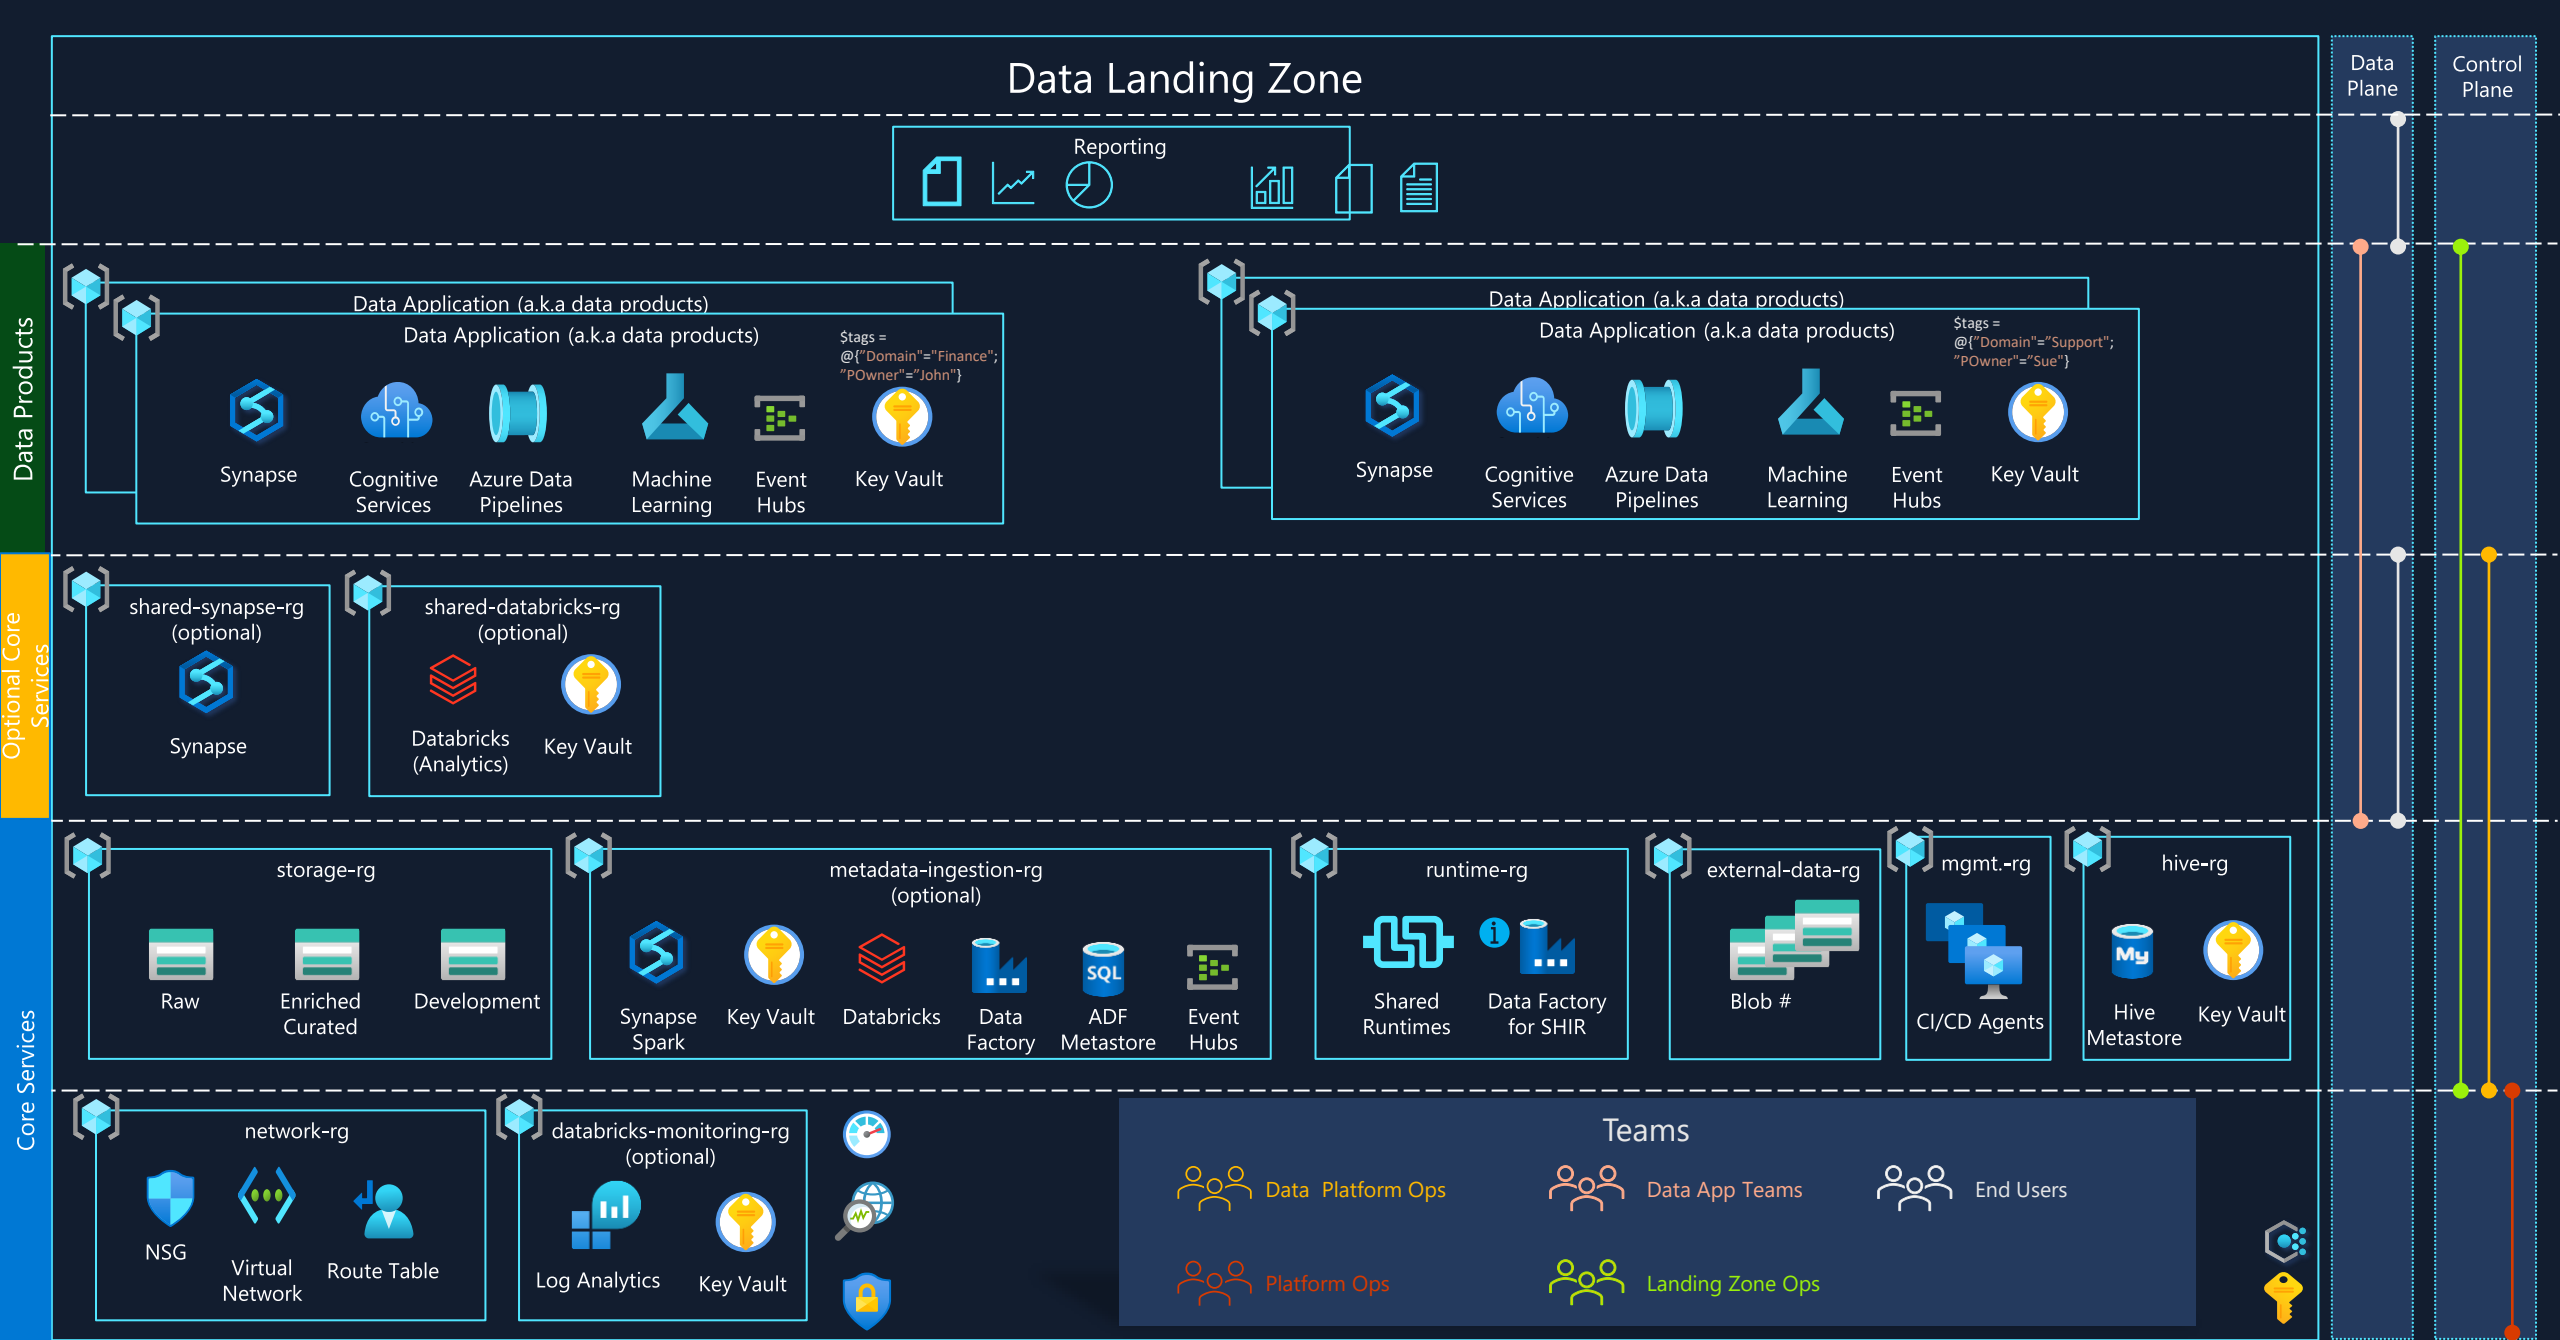 Data Landing Zone
Data
Plane
Control
Plane
Reporting
Data Products
Data Application (a.k.a data products)
Data Application (a.k.a data products)
$tags =
@{”Domain"="Finance";
”POwner"=”John"}
Synapse
Cognitive
Services
Azure Data
Pipelines
Machine
Learning
Event
Hubs
Key Vault
Data Application (a.k.a data products)
Data Application (a.k.a data products)
$tags =
@{”Domain"=”Support";
”POwner"=”Sue"}
Synapse
Cognitive
Services
Azure Data
Pipelines
Machine
Learning
Event
Hubs
Key Vault
Optional Core
Services
shared-synapse-rg
(optional)
Synapse
shared-databricks-rg
(optional)
Databricks
(Analytics)
Key Vault
Core Services
storage-rg
Raw
Enriched
Curated
Development
metadata-ingestion-rg
(optional)
Synapse
Spark
Key Vault
Databricks
Data
Factory
SQL
ADF
Metastore
Event
Hubs
runtime-rg
Shared
Runtimes
i
Data Factory
for SHIR
external-data-rg
Blob #
mgmt.-rg
CI/CD Agents
hive-rg
My
Hive
Metastore
Key Vault
network-rg
NSG
Virtual
Network
Route Table
databricks-monitoring-rg
(optional)
Log Analytics
Key Vault
Teams
Data  Platform Ops
Data App Teams
End Users
Platform Ops
Landing Zone Ops